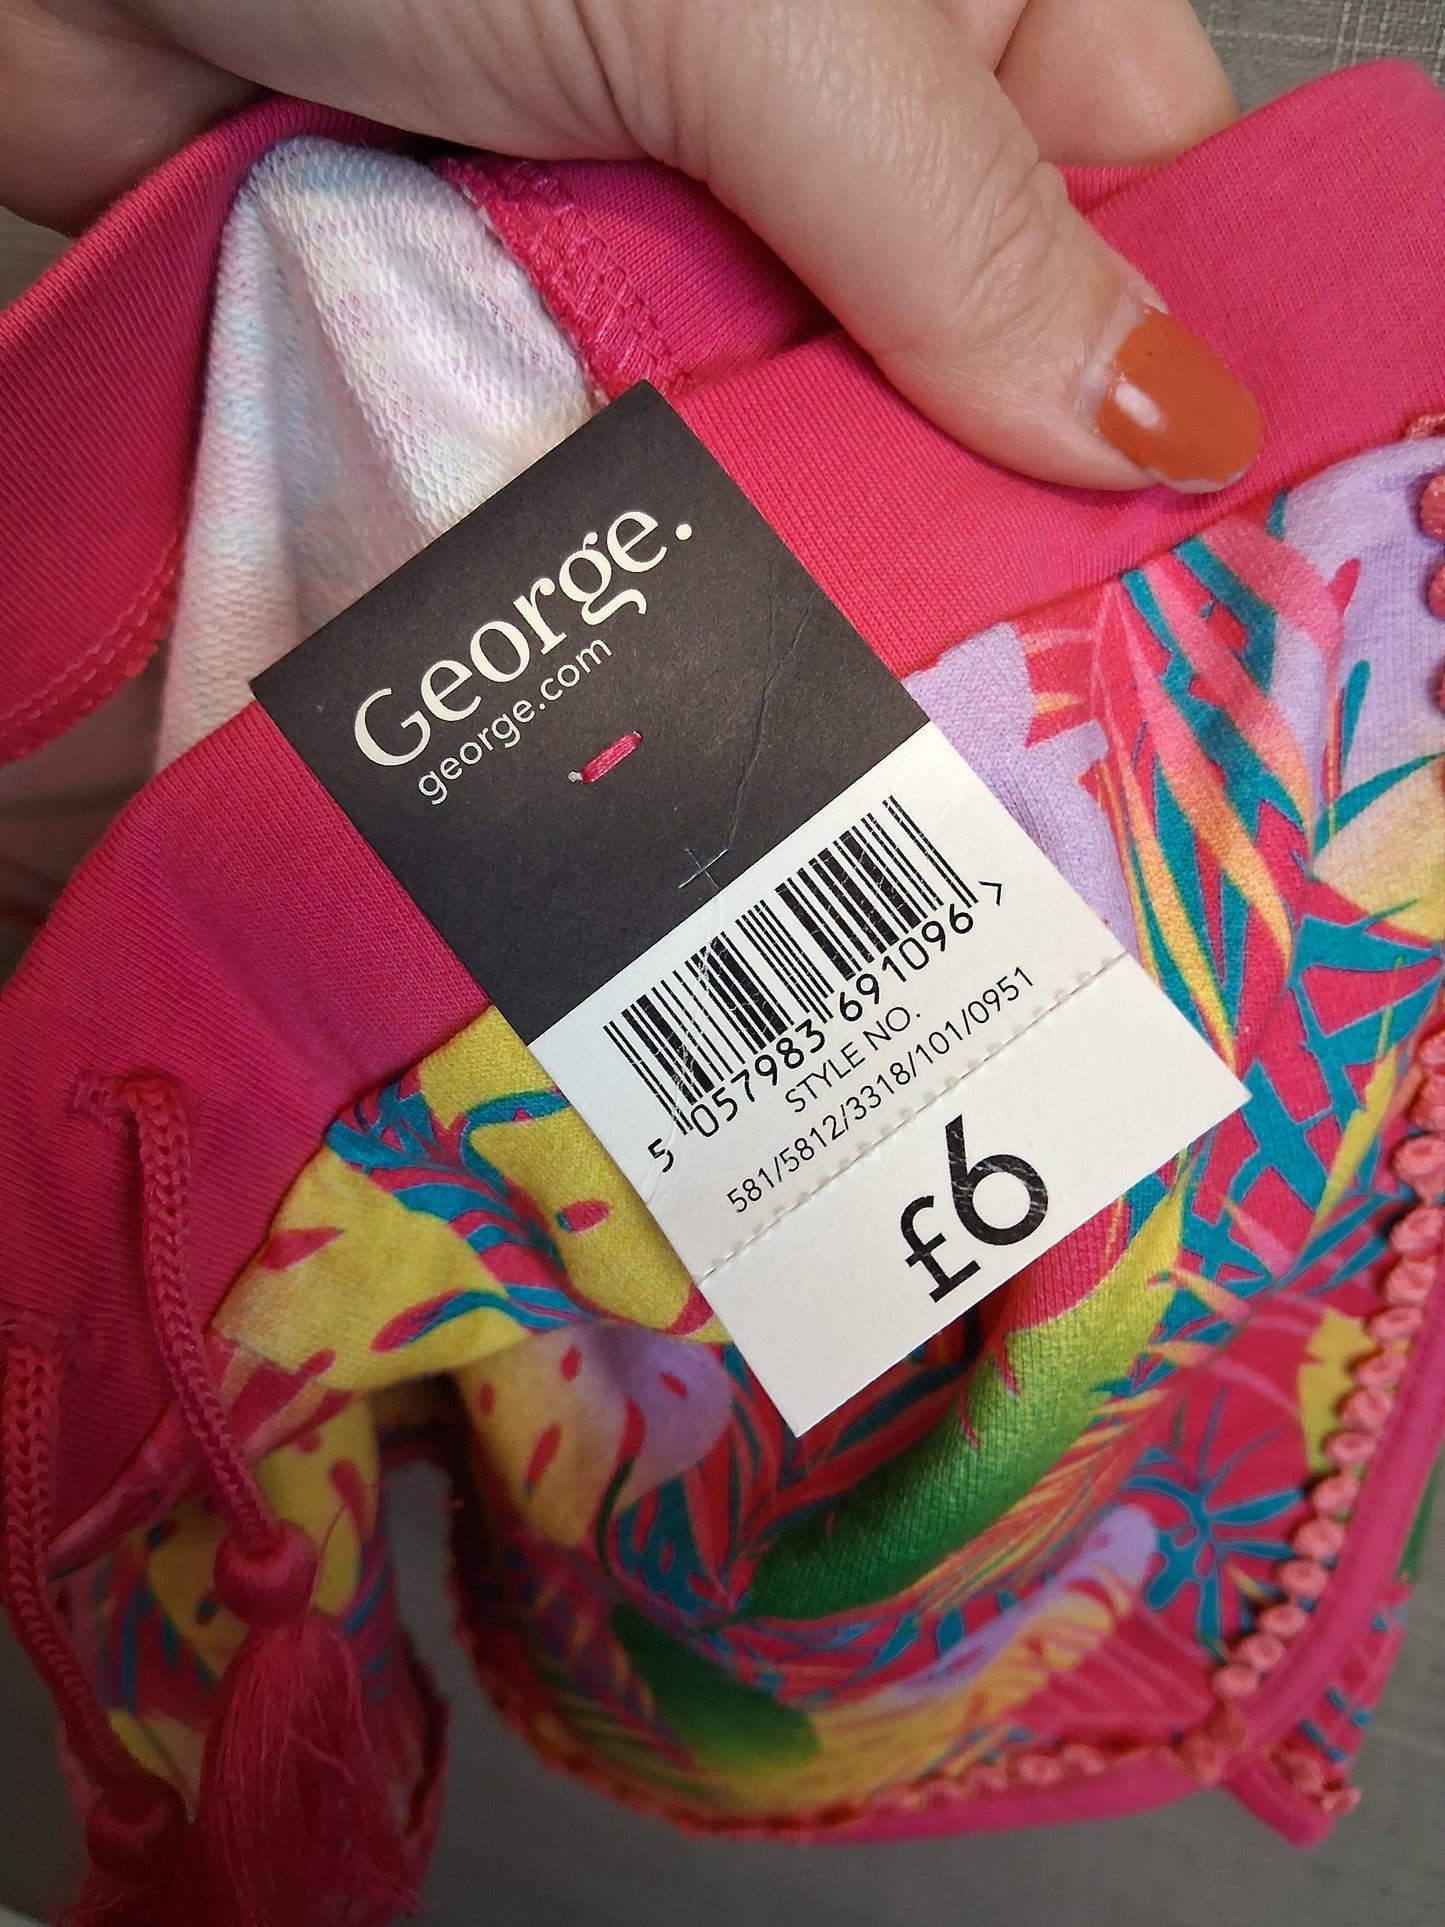 George.
george.com
5 057983 691096 >
STYLE NO.
581/5812/3318/101/0951
£6